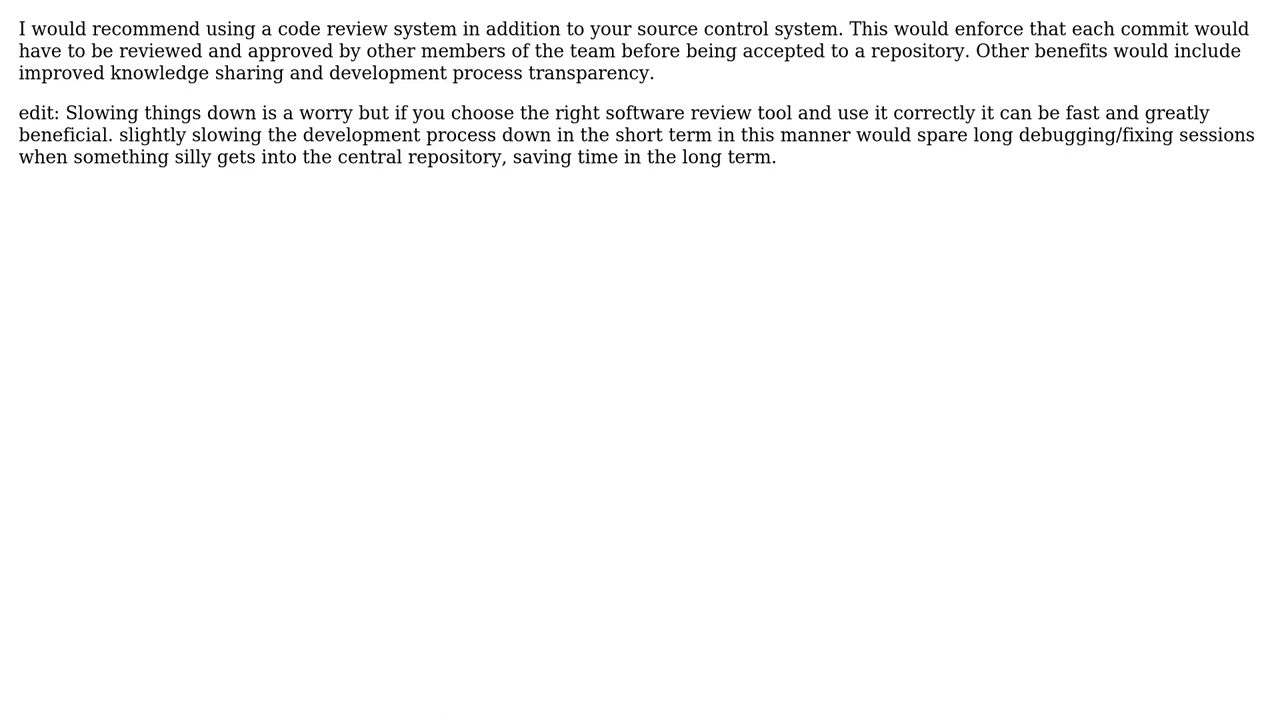 I would recommend using a code review system in addition to your source control system. This would enforce that each commit would
have to be reviewed and approved by other members of the team before being accepted to a repository. Other benefits would include
improved knowledge sharing and development process transparency.
edit: Slowing things down is a worry but if you choose the right software review tool and use it correctly it can be fast and greatly
beneficial. slightly slowing the development process down in the short term in this manner would spare long debugging/fixing sessions
when something silly gets into the central repository, saving time in the long term.